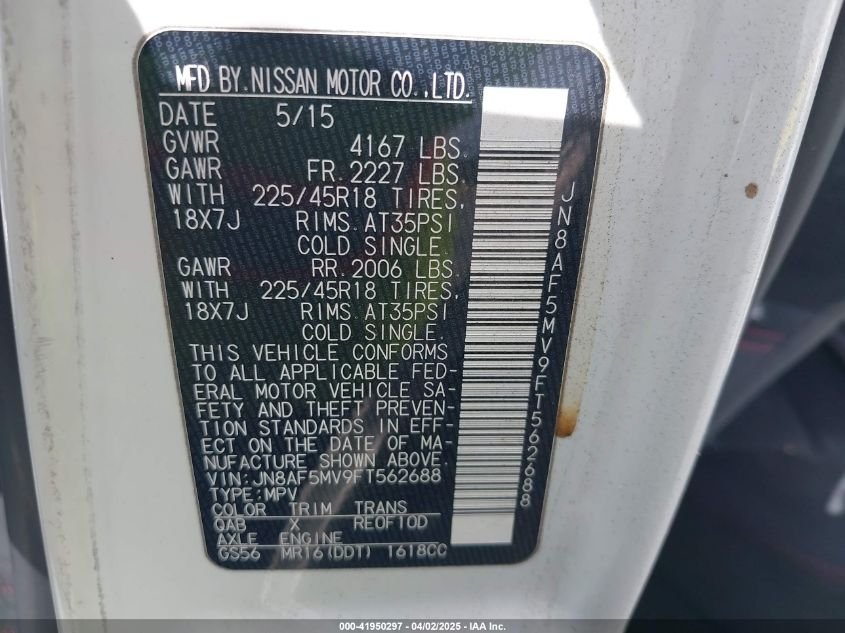 MFD BY.NISSAN MOTOR CO.,LTD.
DATE 5/15
GVWR 4167 LBS.
GAWR FR.2227 LBS.
WITH 225/45R18 TIRES,
18X7J RIMS.AT35PSI
COLD SINGLE.
GAWR RR.2006 LBS.
WITH 225/45R18 TIRES,
18X7J RIMS.AT35PSI
COLD SINGLE.
THIS VEHICLE CONFORMS
TO ALL APPLICABLE FED-
ERAL MOTOR VEHICLE SA-
FETY AND THEFT PREVEN-
TION STANDARDS IN EFF-
ECT ON THE DATE OF MA-
NUFACTURE SHOWN ABOVE.
VIN:JN8AF5MV9FT562688
TYPE:MPV
COLOR TRIM TRANS
QAB X RE0F10D
AXLE ENGINE
GS56 MR16(DDT) 1618CC
JN8AF5MV9FT562688
000-41950297 - 04/02/2025 - IAA Inc.